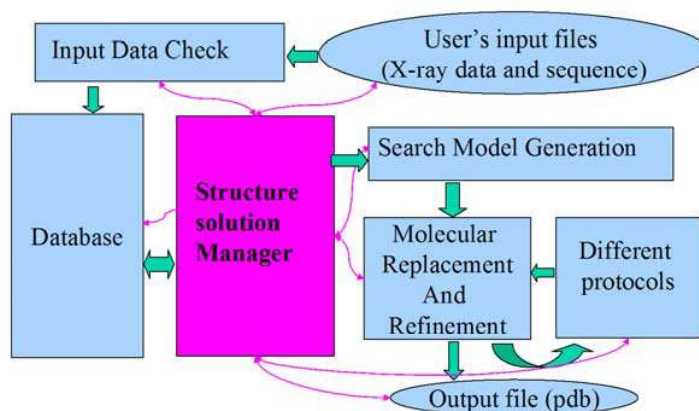 Input Data Check
User's input files
(X-ray data and sequence)
Search Model Generation
Structure
solution
Manager
Database
Molecular
Replacement
And
Refinement
Different
protocols
Output file (pdb)